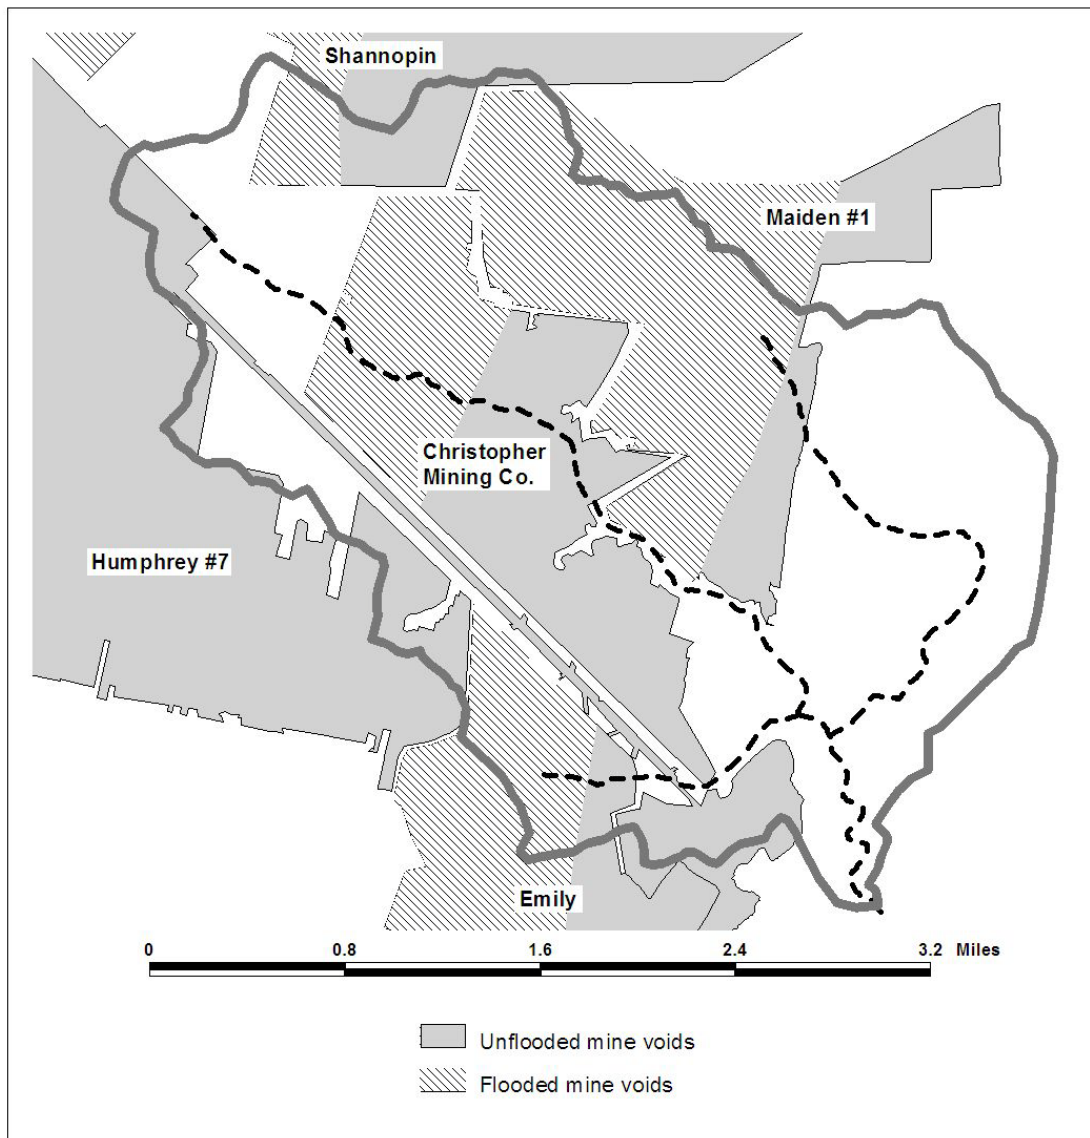 Shannopin
Maiden #1
Christopher
Mining Co.
Humphrey #7
Emily
0 0.8 1.6 2.4 3.2 Miles
Unflooded mine voids
Flooded mine voids